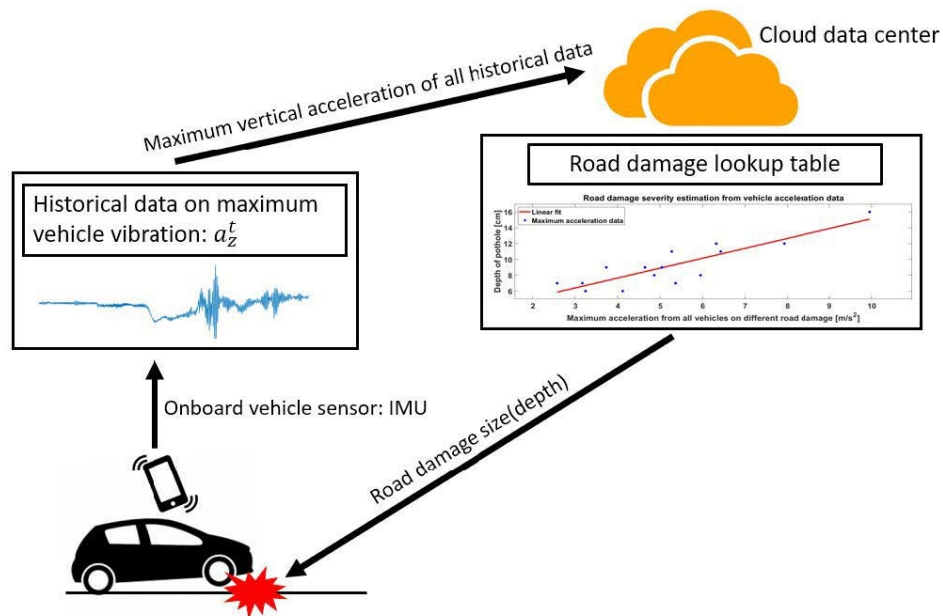 Cloud data center
Maximum vertical acceleration of all historical data
Historical data on maximum
vehicle vibration: a_z^t
Road damage lookup table
Road damage severity estimation from vehicle acceleration data
Linear fit
Maximum acceleration data
Depth of pothole [cm]
16
14
12
10
8
6
2 3 4 5 6 7 8 9 10
Maximum acceleration from all vehicles on different road damage [m/s²]
Onboard vehicle sensor: IMU
Road damage size(depth)